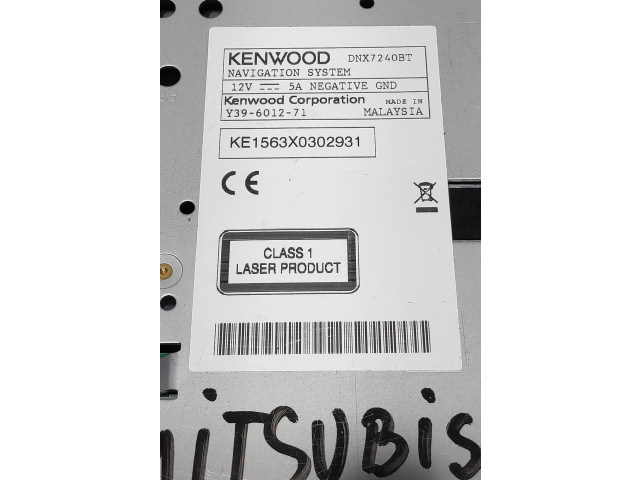 KENWOOD DNX7240BT
NAVIGATION SYSTEM
12V 5A NEGATIVE GND
Kenwood Corporation MADE IN
Y39-6012-71 MALAYSIA
KE1563X0302931
CE
CLASS 1
LASER PRODUCT
MITSUBIS